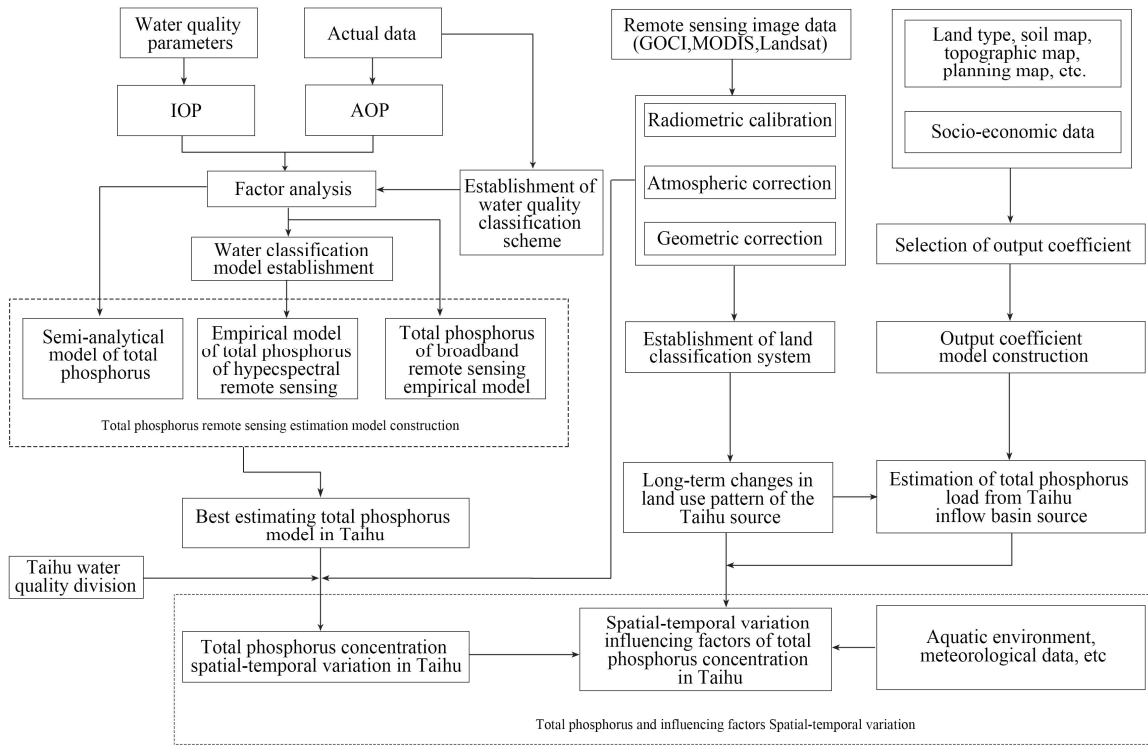 Water quality
parameters
Actual data
Remote sensing image data
(GOCI,MODIS,Landsat)
Land type, soil map,
topographic map,
planning map, etc.
IOP
AOP
Radiometric calibration
Socio-economic data
Factor analysis
Establishment of
water quality
classification
scheme
Atmospheric correction
Water classification
model establishment
Geometric correction
Selection of output coefficient
Semi-analytical
model of total
phosphorus
Empirical model
of total phosphorus
of hypecspectral
remote sensing
Total phosphorus
of broadband
remote sensing
empirical model
Establishment of land
classification system
Output coefficient
model construction
Total phosphorus remote sensing estimation model construction
Best estimating total phosphorus
model in Taihu
Long-term changes in
land use pattern of the
Taihu source
Estimation of total phosphorus
load from Taihu
inflow basin source
Taihu water
quality division
Total phosphorus concentration
spatial-temporal variation in Taihu
Spatial-temporal variation
influencing factors of total
phosphorus concentration
in Taihu
Aquatic environment,
meteorological data, etc
Total phosphorus and influencing factors Spatial-temporal variation